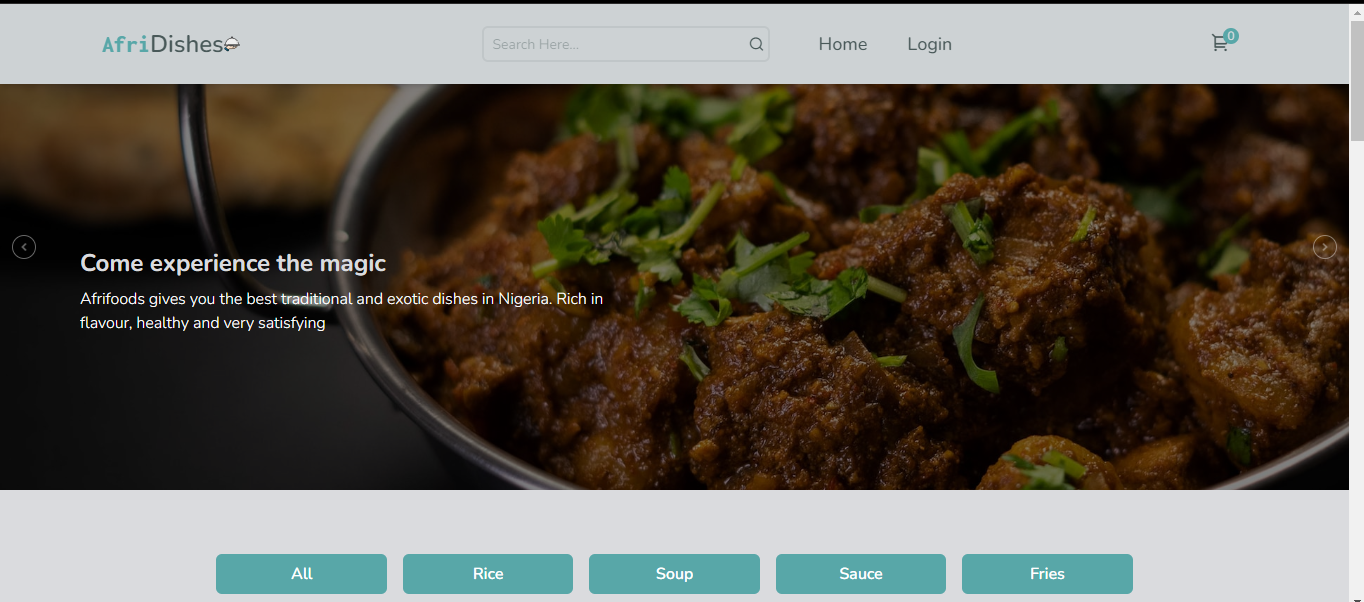 AfriDishes
Search Here...
Home
Login
0
Come experience the magic
Afrifoods gives you the best traditional and exotic dishes in Nigeria. Rich in
flavour, healthy and very satisfying
All
Rice
Soup
Sauce
Fries